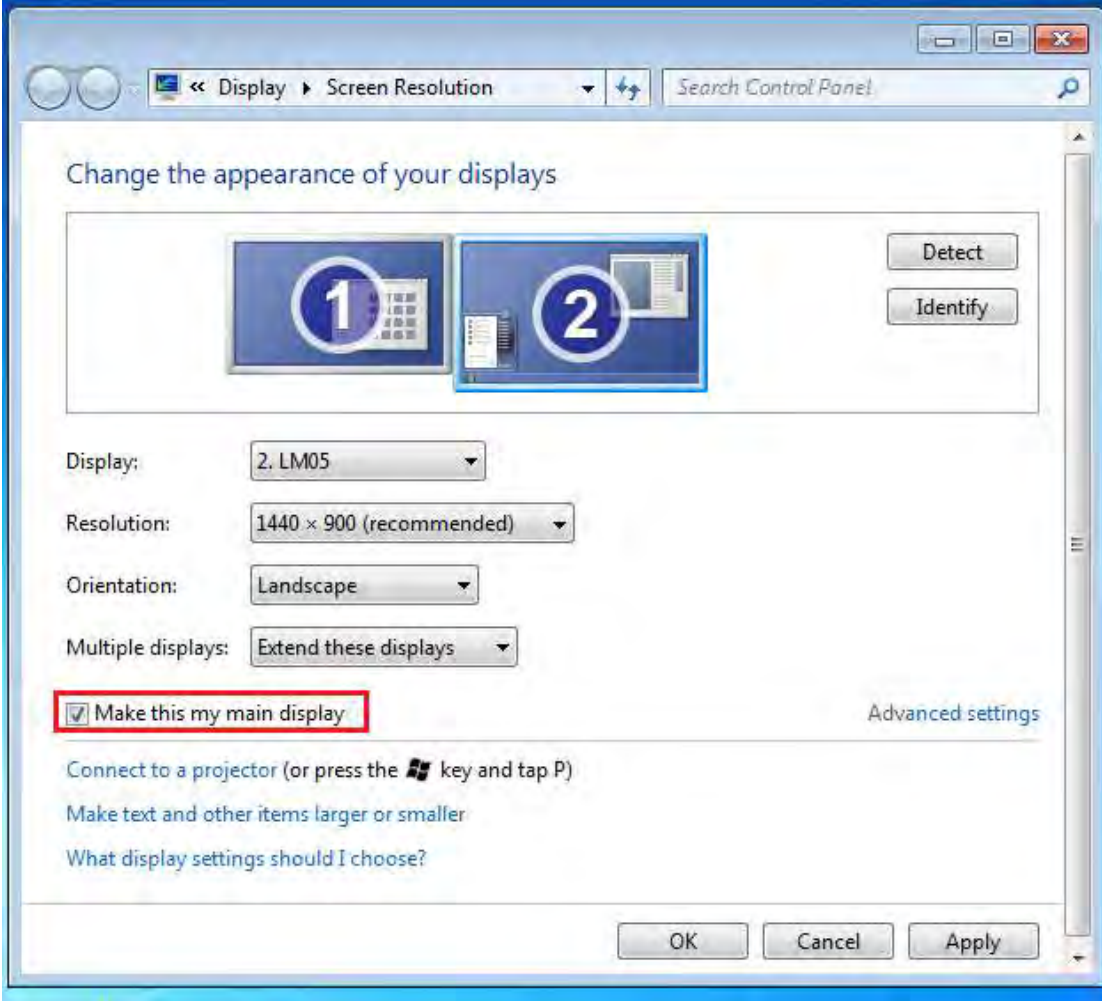 « Display ▸ Screen Resolution
Search Control Panel
Change the appearance of your displays
1
2
Detect
Identify
Display:
2. LM05
Resolution:
1440 × 900 (recommended)
Orientation:
Landscape
Multiple displays:
Extend these displays
Make this my main display
Advanced settings
Connect to a projector (or press the key and tap P)
Make text and other items larger or smaller
What display settings should I choose?
OK
Cancel
Apply